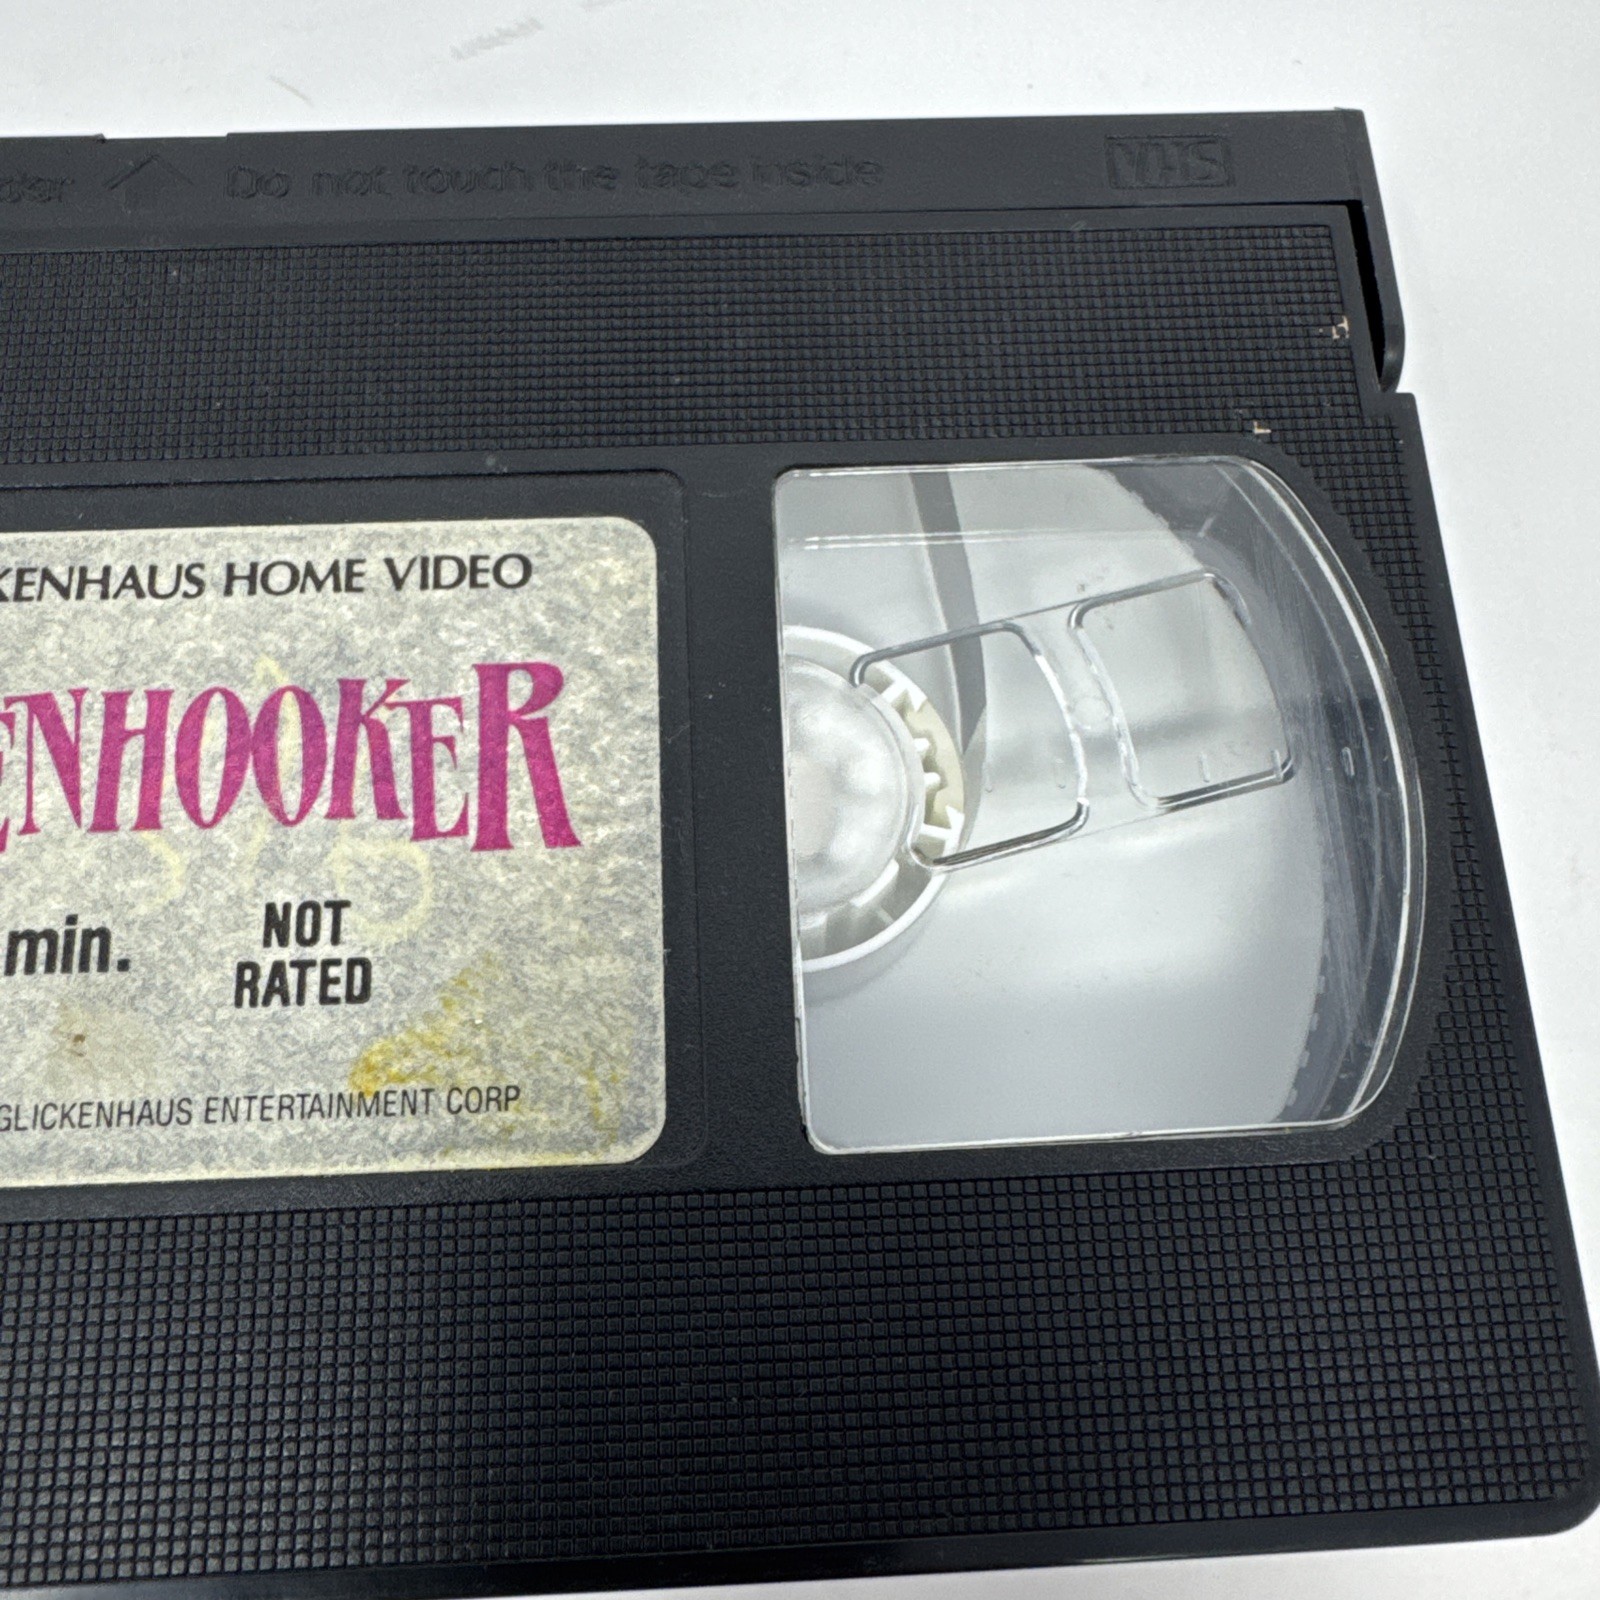 Do not touch the tape inside
VHS
KENHAUS HOME VIDEO
ENHOOKER
min.
NOT
RATED
GLICKENHAUS ENTERTAINMENT CORP